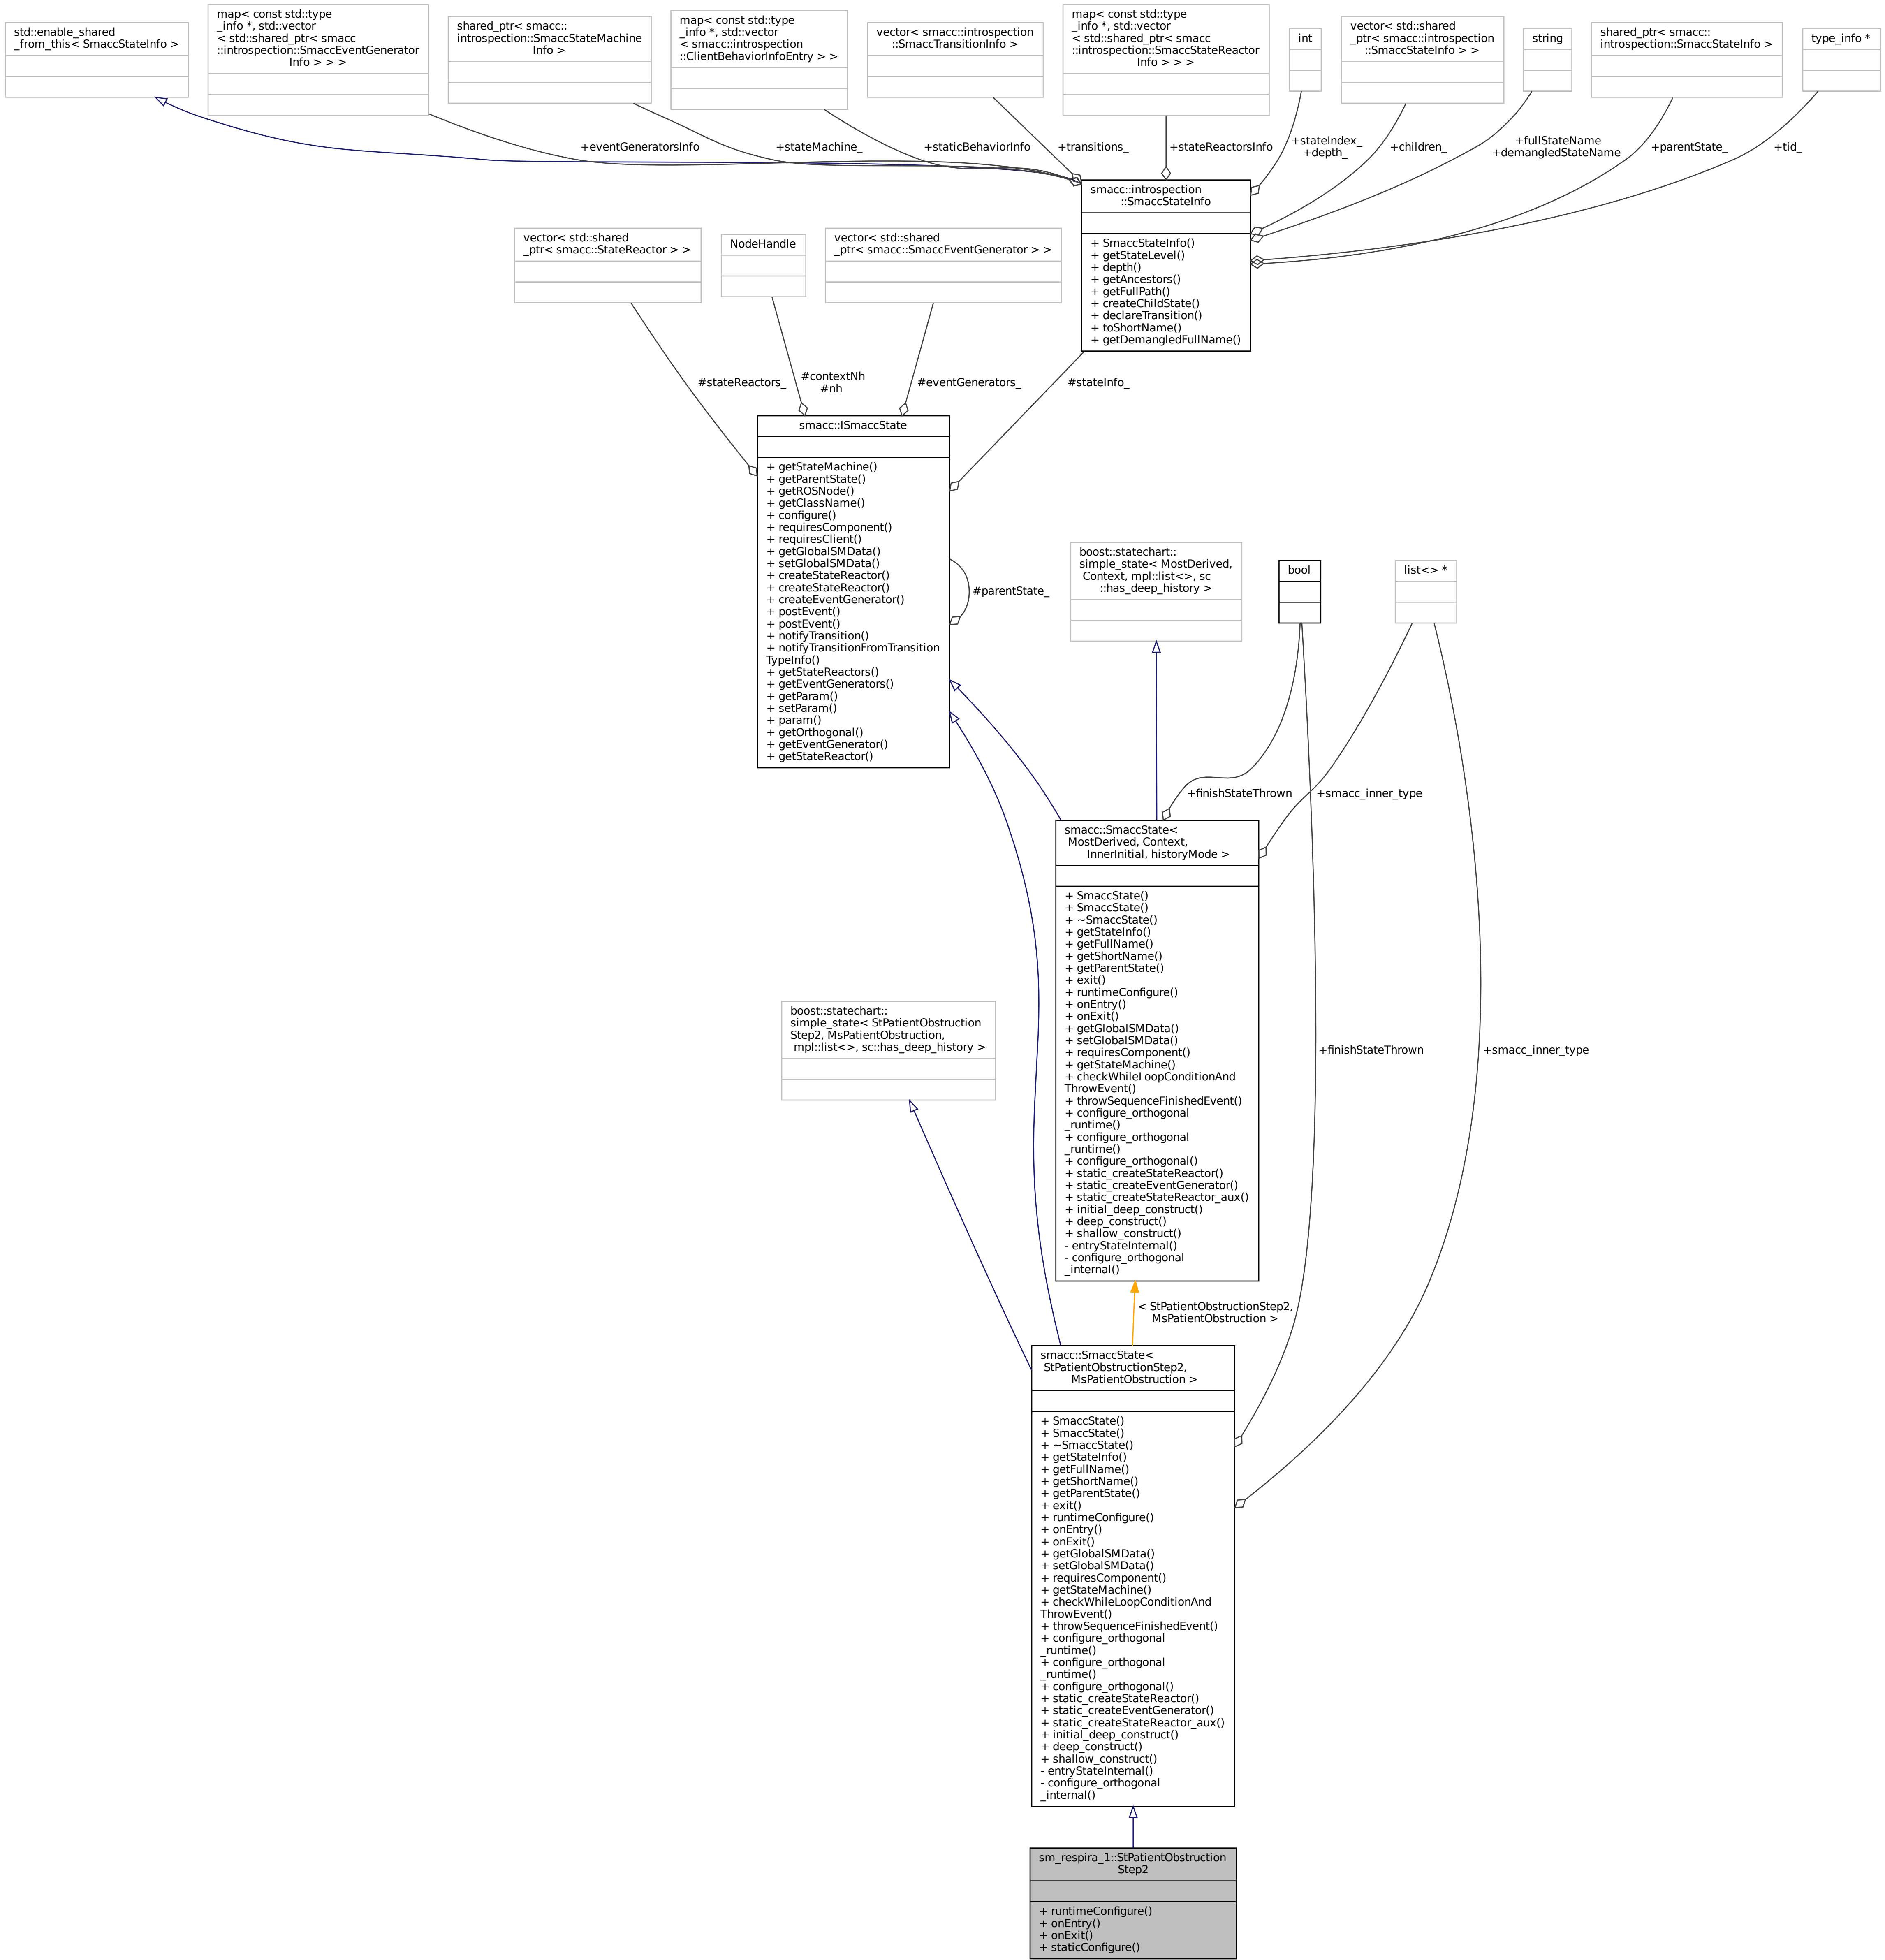 std::enable_shared
_from_this< SmaccStateInfo >
map< const std::type
_info *, std::vector
< std::shared_ptr< smacc
::introspection::SmaccEventGenerator
Info > > >
shared_ptr< smacc::
introspection::SmaccStateMachine
Info >
map< const std::type
_info *, std::vector
< smacc::introspection
::ClientBehaviorInfoEntry > >
vector< smacc::introspection
::SmaccTransitionInfo >
map< const std::type
_info *, std::vector
< std::shared_ptr< smacc
::introspection::SmaccStateReactor
Info > > >
int
vector< std::shared
_ptr< smacc::introspection
::SmaccStateInfo > >
string
shared_ptr< smacc::
introspection::SmaccStateInfo >
type_info *
+eventGeneratorsInfo
+stateMachine_
+staticBehaviorInfo
+transitions_
+stateReactorsInfo
+stateIndex_
+depth_
+children_
+fullStateName
+demangledStateName
+parentState_
+tid_
smacc::introspection
::SmaccStateInfo
+ SmaccStateInfo()
+ getStateLevel()
+ depth()
+ getAncestors()
+ getFullPath()
+ createChildState()
+ declareTransition()
+ toShortName()
+ getDemangledFullName()
vector< std::shared
_ptr< smacc::StateReactor > >
NodeHandle
vector< std::shared
_ptr< smacc::SmaccEventGenerator > >
#stateReactors_
#contextNh
#nh
#eventGenerators_
#stateInfo_
smacc::ISmaccState
+ getStateMachine()
+ getParentState()
+ getROSNode()
+ getClassName()
+ configure()
+ requiresComponent()
+ requiresClient()
+ getGlobalSMData()
+ setGlobalSMData()
+ createStateReactor()
+ createStateReactor()
+ createEventGenerator()
+ postEvent()
+ postEvent()
+ notifyTransition()
+ notifyTransitionFromTransition
TypeInfo()
+ getStateReactors()
+ getEventGenerators()
+ getParam()
+ setParam()
+ param()
+ getOrthogonal()
+ getEventGenerator()
+ getStateReactor()
#parentState_
boost::statechart::
simple_state< MostDerived,
Context, mpl::list<>, sc
::has_deep_history >
bool
list<> *
+finishStateThrown
+smacc_inner_type
smacc::SmaccState<
MostDerived, Context,
InnerInitial, historyMode >
+ SmaccState()
+ SmaccState()
+ ~SmaccState()
+ getStateInfo()
+ getFullName()
+ getShortName()
+ getParentState()
+ exit()
+ runtimeConfigure()
+ onEntry()
+ onExit()
+ getGlobalSMData()
+ setGlobalSMData()
+ requiresComponent()
+ getStateMachine()
+ checkWhileLoopConditionAnd
ThrowEvent()
+ throwSequenceFinishedEvent()
+ configure_orthogonal
_runtime()
+ configure_orthogonal
_runtime()
+ configure_orthogonal()
+ static_createStateReactor()
+ static_createEventGenerator()
+ static_createStateReactor_aux()
+ initial_deep_construct()
+ deep_construct()
+ shallow_construct()
- entryStateInternal()
- configure_orthogonal
_internal()
boost::statechart::
simple_state< StPatientObstruction
Step2, MsPatientObstruction,
mpl::list<>, sc::has_deep_history >
+finishStateThrown
+smacc_inner_type
< StPatientObstructionStep2,
MsPatientObstruction >
smacc::SmaccState<
StPatientObstructionStep2,
MsPatientObstruction >
+ SmaccState()
+ SmaccState()
+ ~SmaccState()
+ getStateInfo()
+ getFullName()
+ getShortName()
+ getParentState()
+ exit()
+ runtimeConfigure()
+ onEntry()
+ onExit()
+ getGlobalSMData()
+ setGlobalSMData()
+ requiresComponent()
+ getStateMachine()
+ checkWhileLoopConditionAnd
ThrowEvent()
+ throwSequenceFinishedEvent()
+ configure_orthogonal
_runtime()
+ configure_orthogonal
_runtime()
+ configure_orthogonal()
+ static_createStateReactor()
+ static_createEventGenerator()
+ static_createStateReactor_aux()
+ initial_deep_construct()
+ deep_construct()
+ shallow_construct()
- entryStateInternal()
- configure_orthogonal
_internal()
sm_respira_1::StPatientObstruction
Step2
+ runtimeConfigure()
+ onEntry()
+ onExit()
+ staticConfigure()